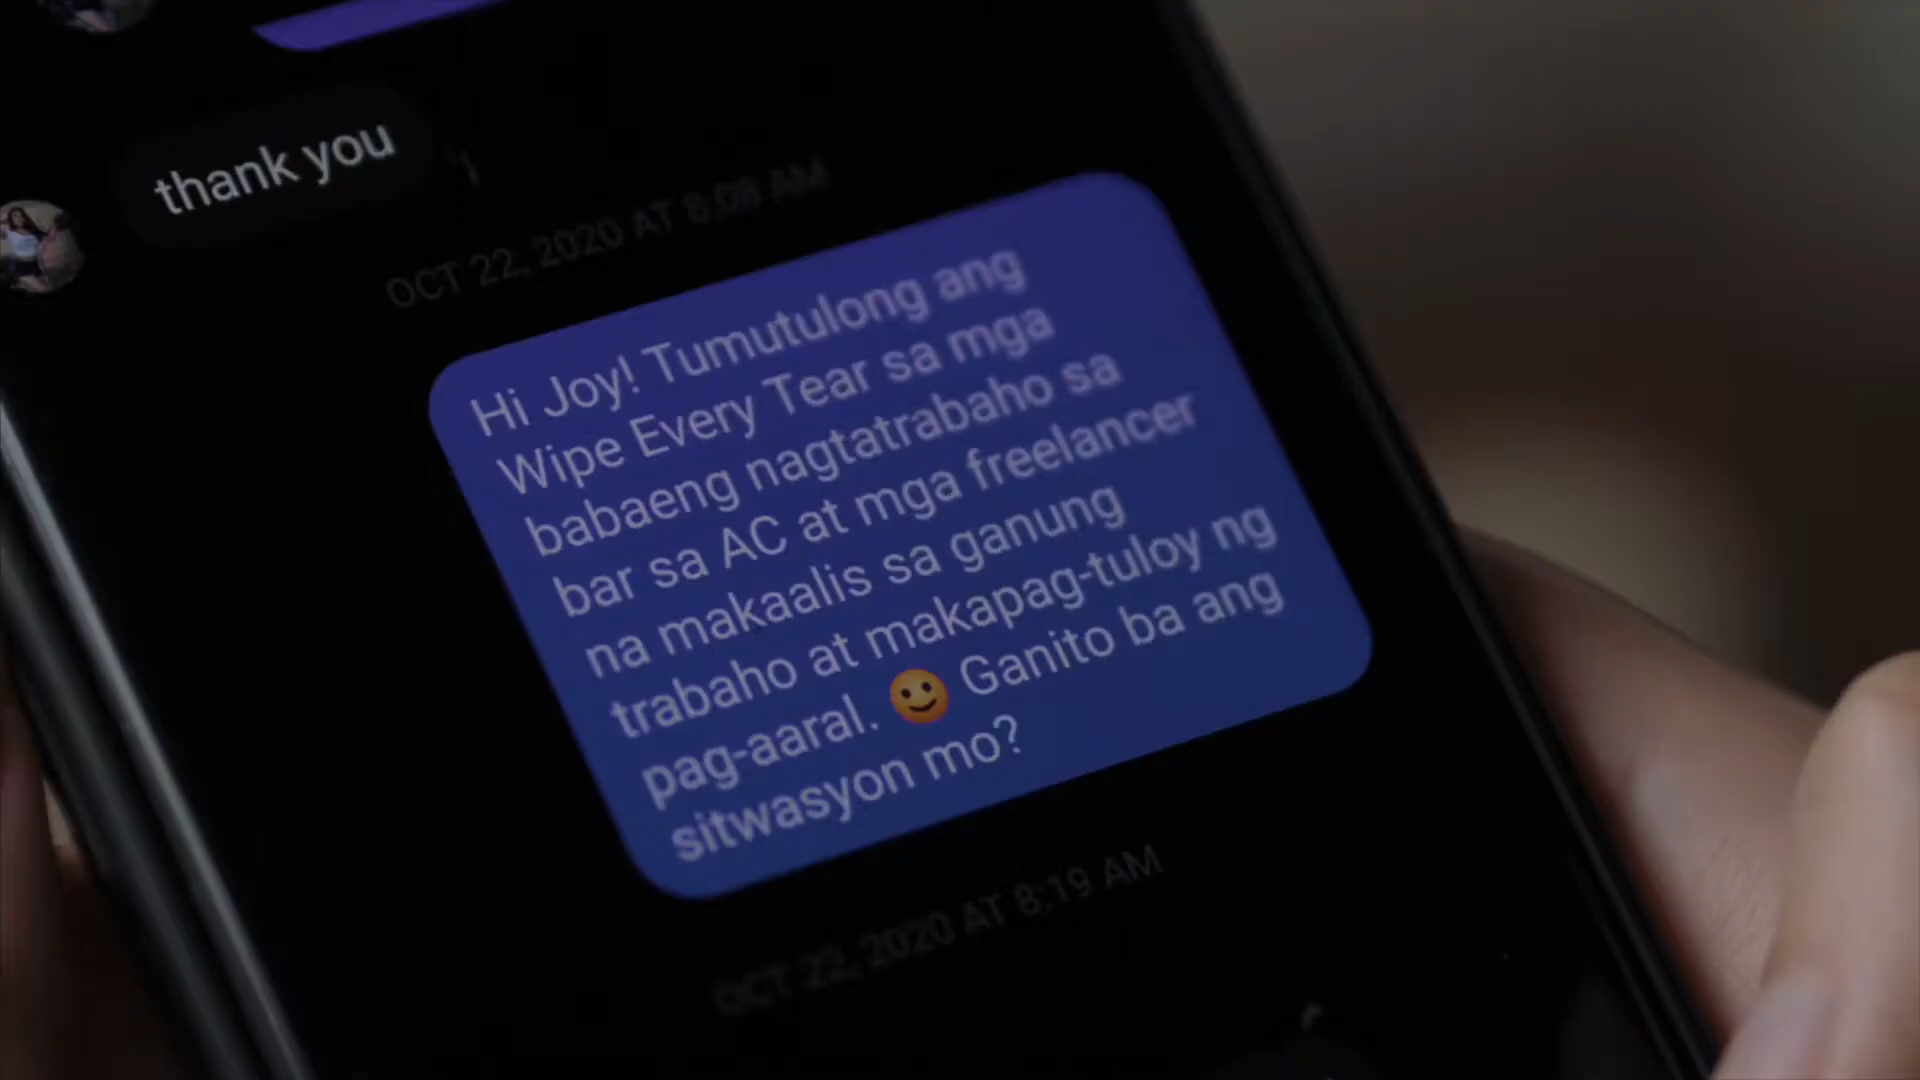 thank you
OCT 22, 2020 AT 8:08 AM
Hi Joy! Tumutulong ang
Wipe Every Tear sa mga
babaeng nagtatrabaho sa
bar sa AC at mga freelancer
na makaalis sa ganung
trabaho at makapag-tuloy ng
pag-aaral. 🙂 Ganito ba ang
sitwasyon mo?
OCT 22, 2020 AT 8:19 AM